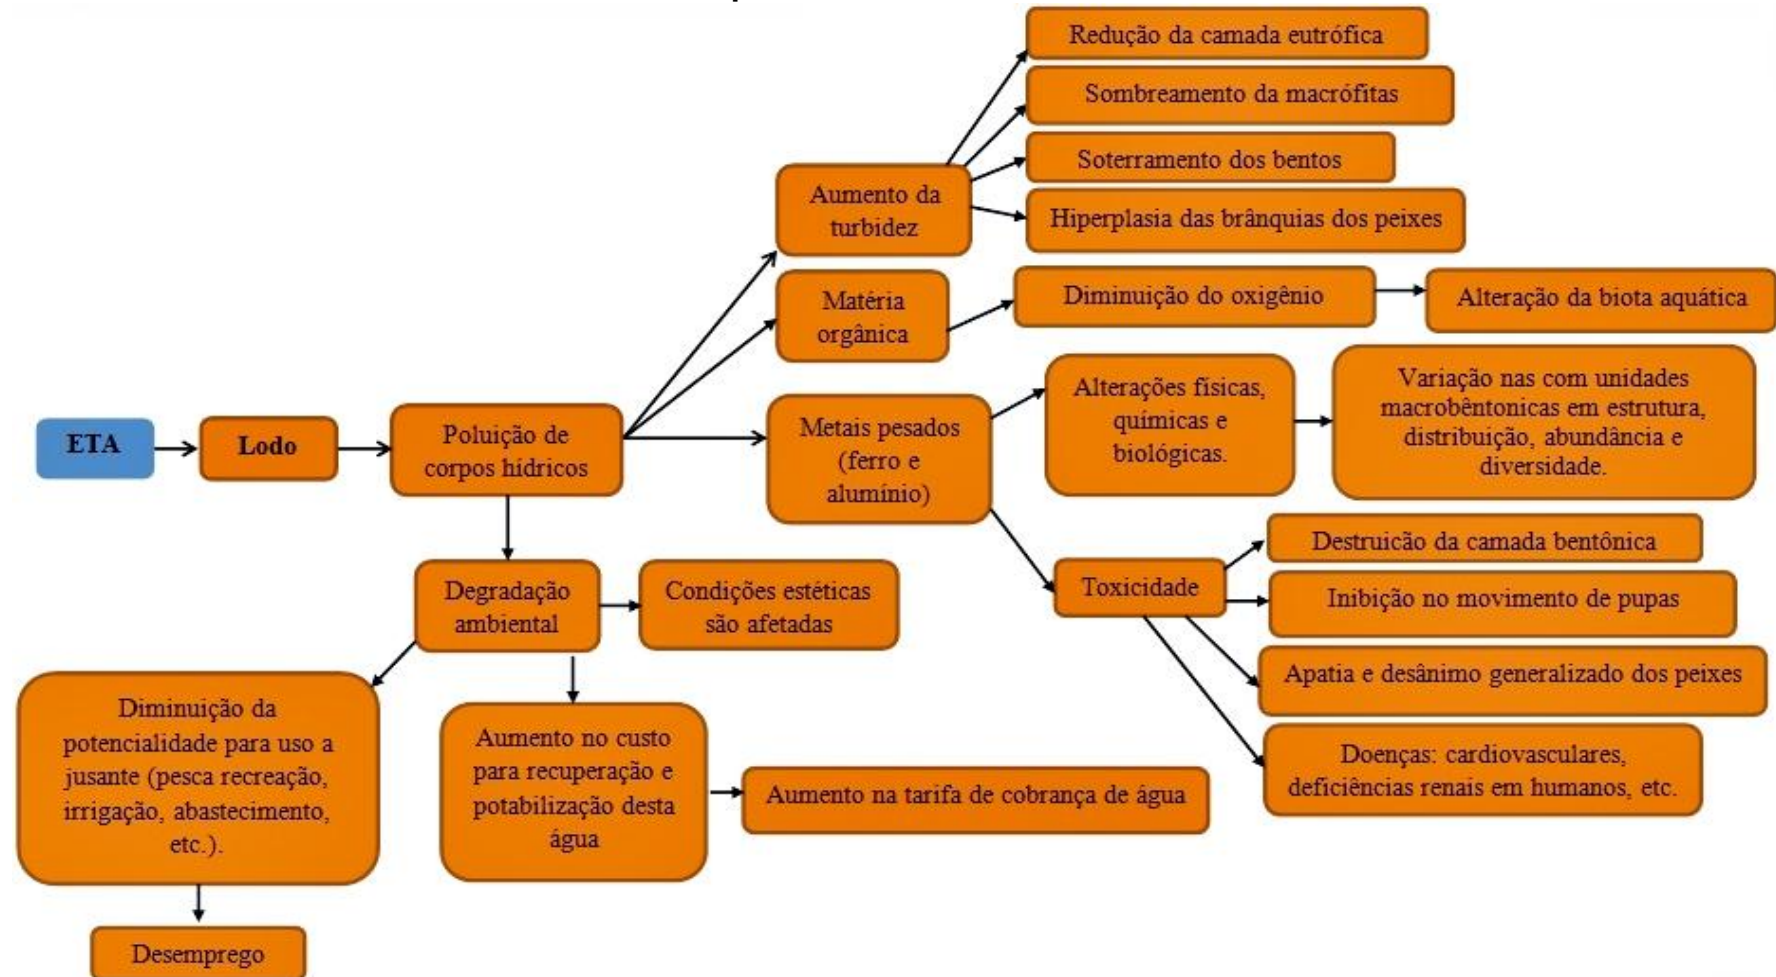 ETA
Lodo
Poluição de
corpos hídricos
Aumento da
turbidez
Redução da camada eutrófica
Sombreamento da macrófitas
Soterramento dos bentos
Hiperplasia das brânquias dos peixes
Matéria
orgânica
Diminuição do oxigênio
Alteração da biota aquática
Metais pesados
(ferro e
alumínio)
Alterações físicas,
químicas e
biológicas.
Variação nas com unidades
macrobêntonicas em estrutura,
distribuição, abundância e
diversidade.
Toxicidade
Destruicão da camada bentônica
Inibição no movimento de pupas
Apatia e desânimo generalizado dos peixes
Doenças: cardiovasculares,
deficiências renais em humanos, etc.
Degradação
ambiental
Condições estéticas
são afetadas
Diminuição da
potencialidade para uso a
jusante (pesca recreação,
irrigação, abastecimento,
etc.).
Desemprego
Aumento no custo
para recuperação e
potabilização desta
água
Aumento na tarifa de cobrança de água